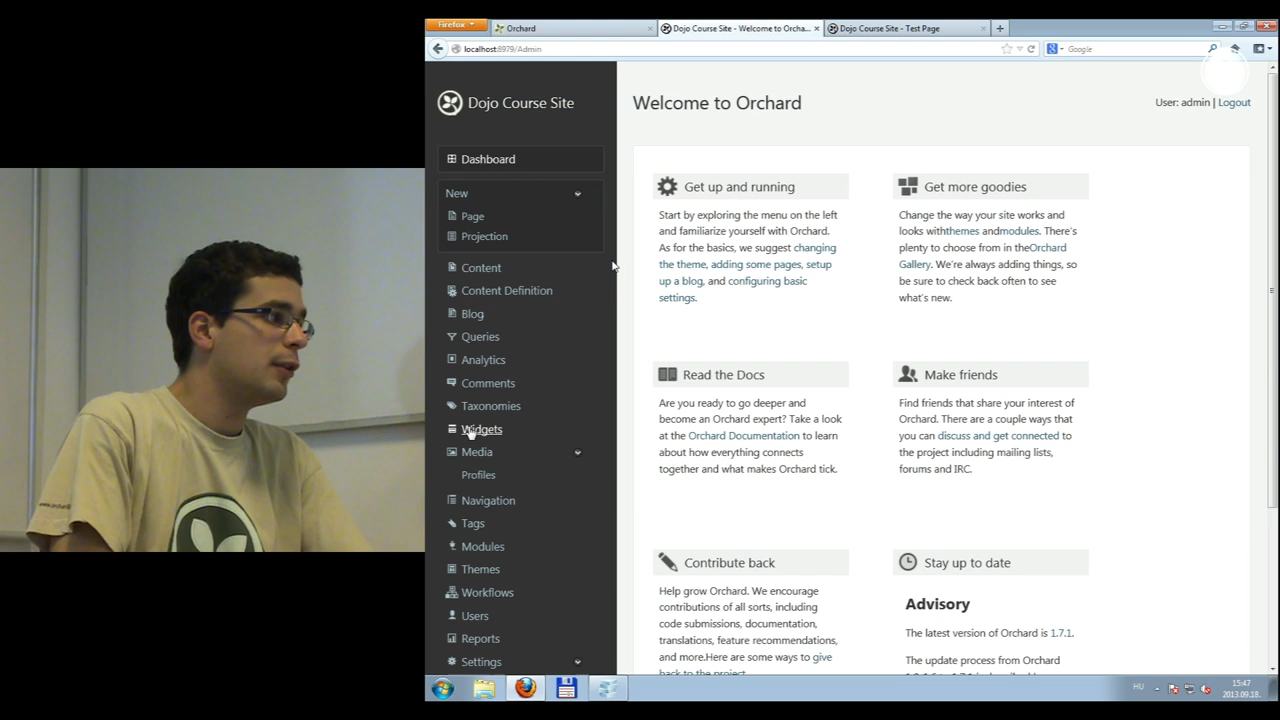 Firefox
Orchard
Dojo Course Site - Welcome to Orcha...
Dojo Course Site - Test Page
localhost:8979/Admin
Google
Dojo Course Site
Welcome to Orchard
User: admin | Logout
Dashboard
New
Page
Projection
Content
Content Definition
Blog
Queries
Analytics
Comments
Taxonomies
Widgets
Media
Profiles
Navigation
Tags
Modules
Themes
Workflows
Users
Reports
Settings
Get up and running
Start by exploring the menu on the left
and familiarize yourself with Orchard.
As for the basics, we suggest changing
the theme, adding some pages, setup
up a blog, and configuring basic
settings.
Get more goodies
Change the way your site works and
looks withthemes andmodules. There's
plenty to choose from in theOrchard
Gallery. We're always adding things, so
be sure to check back often to see
what's new.
Read the Docs
Are you ready to go deeper and
become an Orchard expert? Take a look
at the Orchard Documentation to learn
about how everything connects
together and what makes Orchard tick.
Make friends
Find friends that share your interest of
Orchard. There are a couple ways that
you can discuss and get connected to
the project including mailing lists,
forums and IRC.
Contribute back
Help grow Orchard. We encourage
contributions of all sorts, including
code submissions, documentation,
translations, feature recommendations,
and more.Here are some ways to give
back to the project.
Stay up to date
Advisory
The latest version of Orchard is 1.7.1.
The update process from Orchard
HU
15:47
2013.09.18.